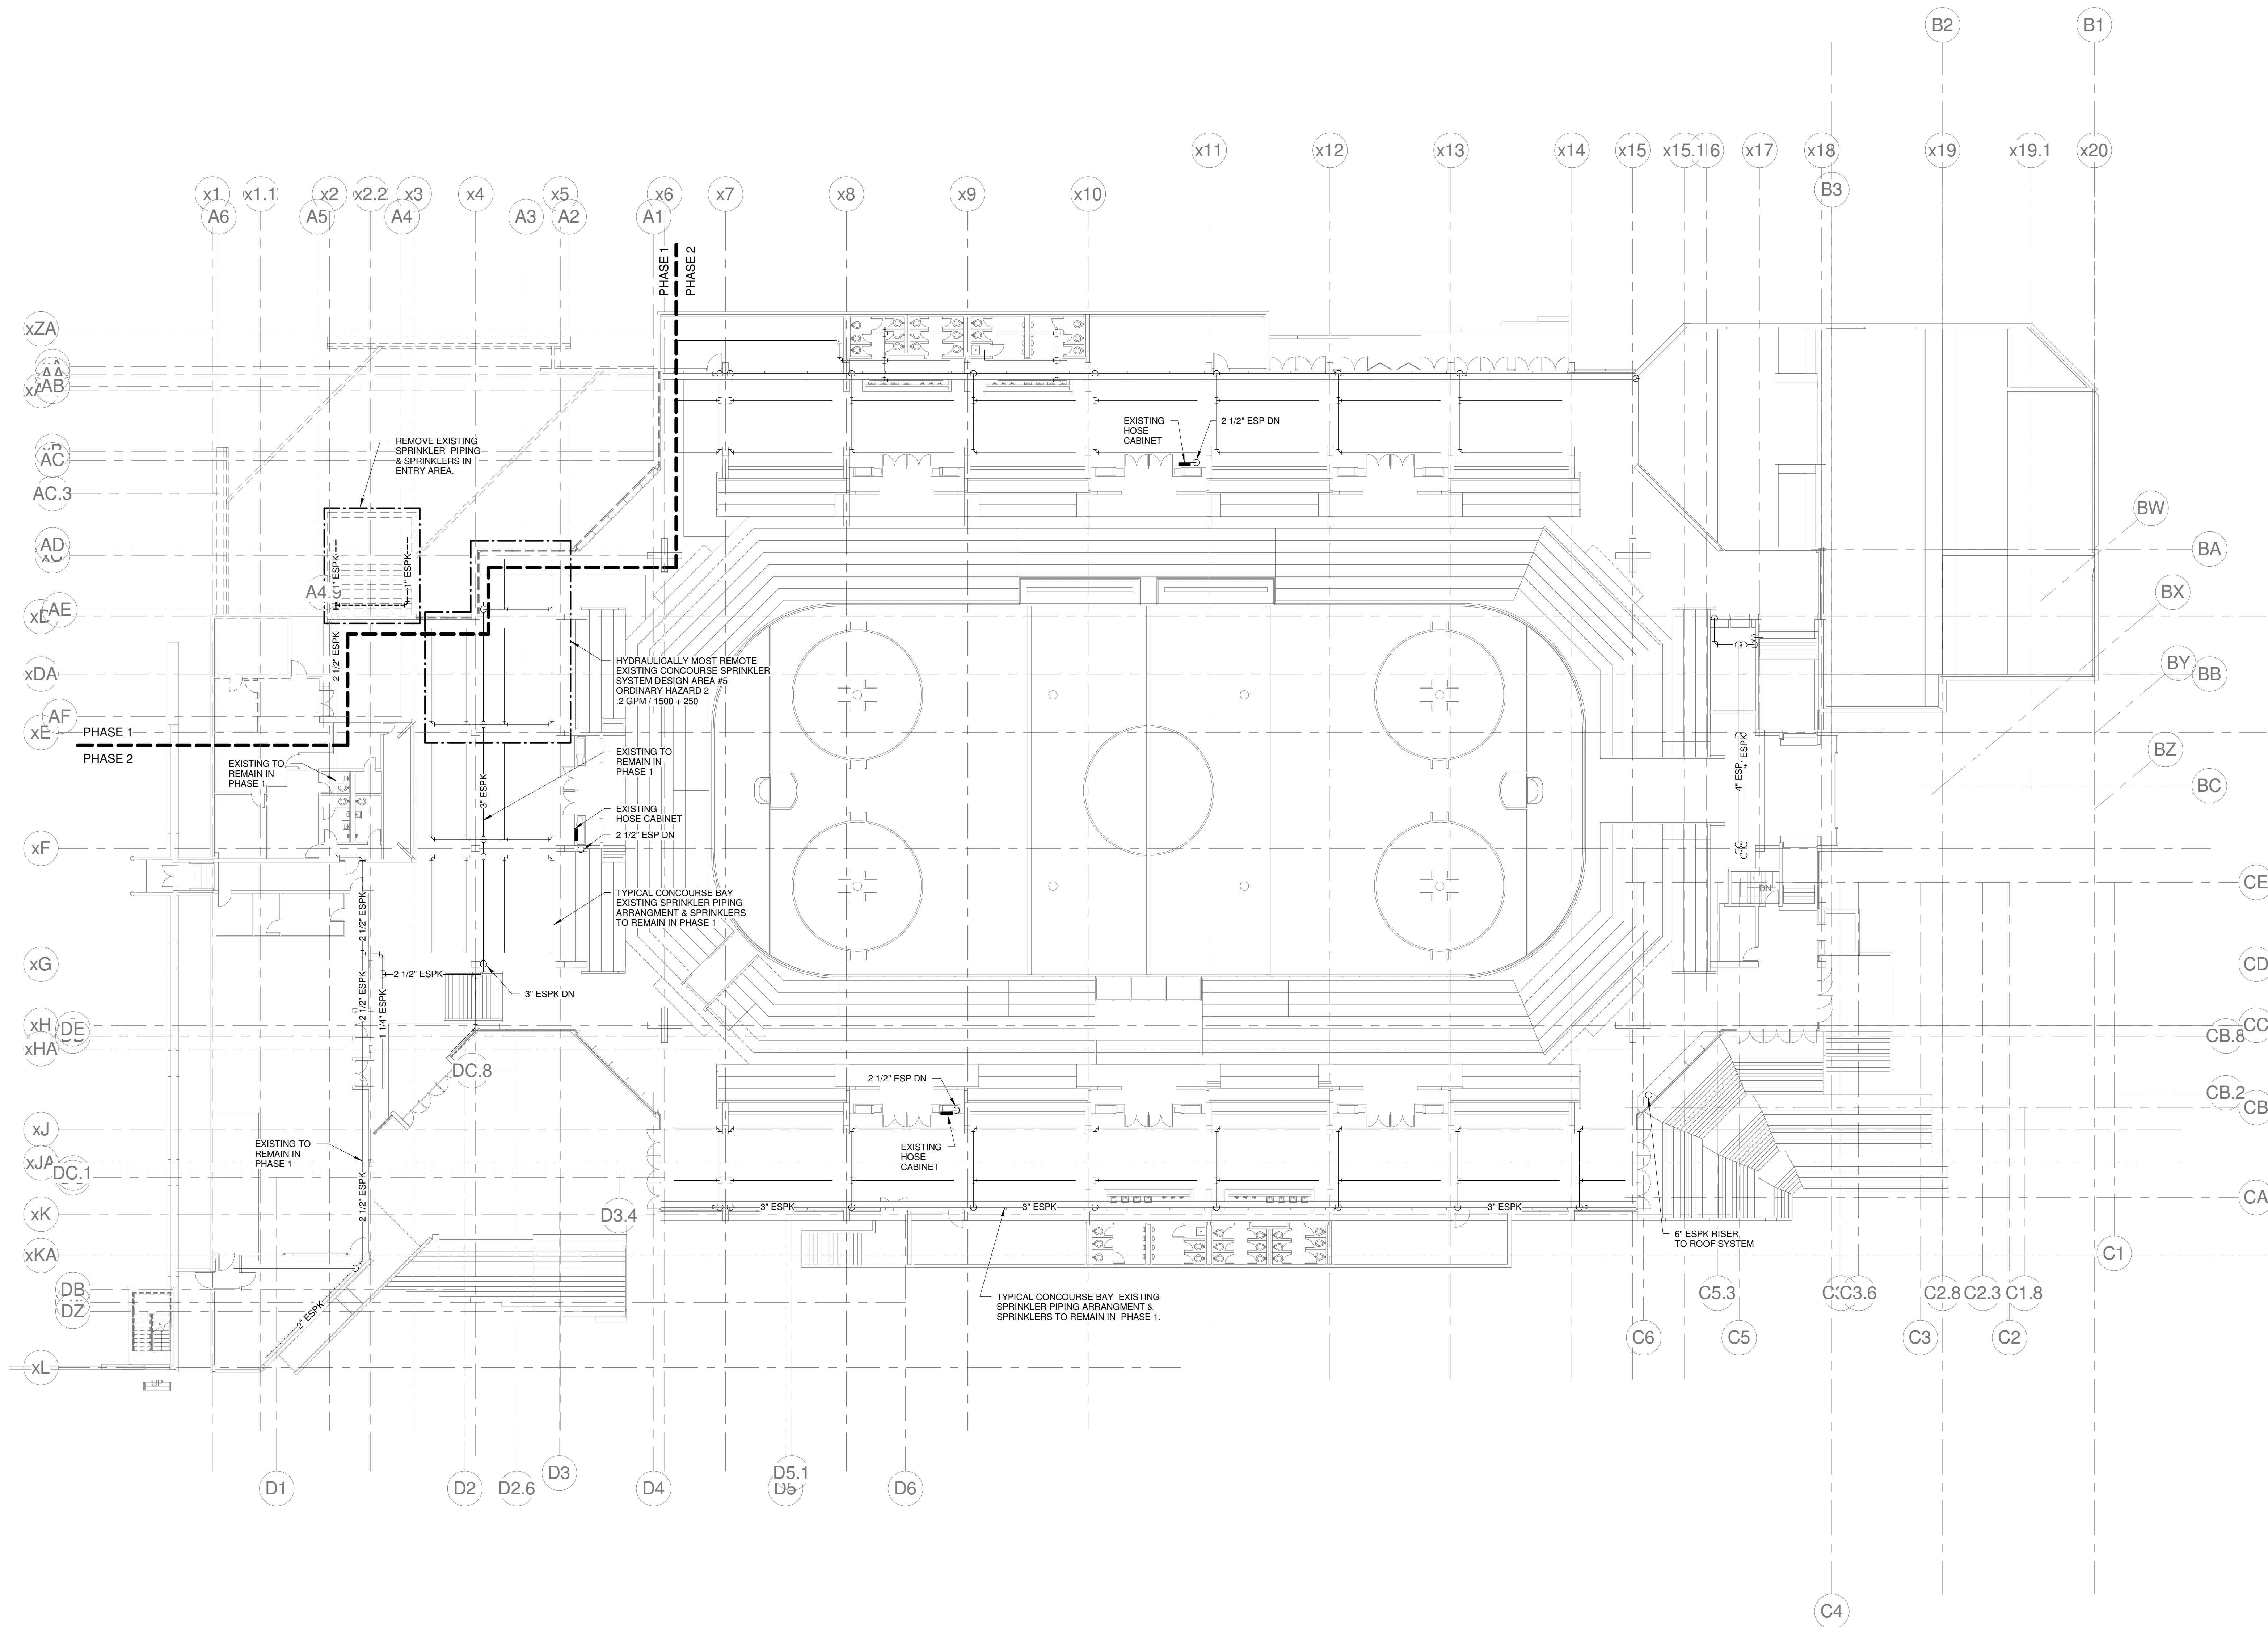 B2
B1
x11
x12
x13
x14
x15
x15.1
x17
x18
x19
x19.1
x20
B3
x1
x1.1
x2
x2.2
x3
x4
x5
x6
x7
x8
x9
x10
A6
A5
A4
A3
A2
A1
PHASE 1
PHASE 2
xZA
AA
AB
AC
AC.3
AD
AE
xDA
AF
xE
xF
xG
xH
DE
xHA
xJ
xJA
DC.1
xK
xKA
DB
DZ
xL
REMOVE EXISTING
SPRINKLER PIPING
& SPRINKLERS IN
ENTRY AREA.
EXISTING
HOSE
CABINET
2 1/2" ESP DN
1" ESPK
1" ESPK
2 1/2" ESPK
HYDRAULICALLY MOST REMOTE
EXISTING CONCOURSE SPRINKLER
SYSTEM DESIGN AREA #5
ORDINARY HAZARD 2
.2 GPM / 1500 + 250
PHASE 1
PHASE 2
EXISTING TO
REMAIN IN
PHASE 1
EXISTING TO
REMAIN IN
PHASE 1
3" ESPK
EXISTING
HOSE CABINET
2 1/2" ESP DN
TYPICAL CONCOURSE BAY
EXISTING SPRINKLER PIPING
ARRANGMENT & SPRINKLERS
TO REMAIN IN PHASE 1
2 1/2" ESPK
2 1/2" ESPK
2 1/2" ESPK
1/4" ESPK
3" ESPK DN
DC.8
2 1/2" ESP DN
EXISTING
HOSE
CABINET
EXISTING TO
REMAIN IN
PHASE 1
2 1/2" ESPK
2" ESPK
3" ESPK
3" ESPK
3" ESPK
TYPICAL CONCOURSE BAY EXISTING
SPRINKLER PIPING ARRANGMENT &
SPRINKLERS TO REMAIN IN PHASE 1.
6" ESPK RISER
TO ROOF SYSTEM
4" ESP
ESPK
DN
UP
BW
BA
BX
BY
BB
BZ
BC
CE
CD
CC
CB.8
CB.2
CB
CA
C1
C5.3
C3.6
C2.8
C2.3
C1.8
C6
C5
C3
C2
C4
D3.4
D1
D2
D2.6
D3
D4
D5.1
D5
D6